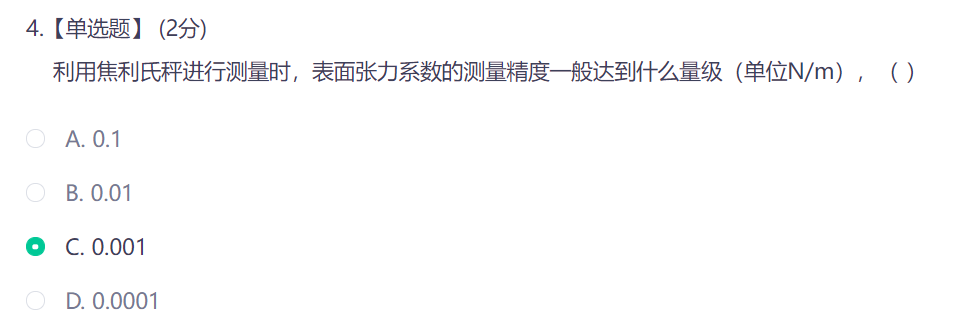 4.【单选题】 (2分)
利用焦利氏秤进行测量时，表面张力系数的测量精度一般达到什么量级（单位N/m），（ ）
A. 0.1
B. 0.01
C. 0.001
D. 0.0001